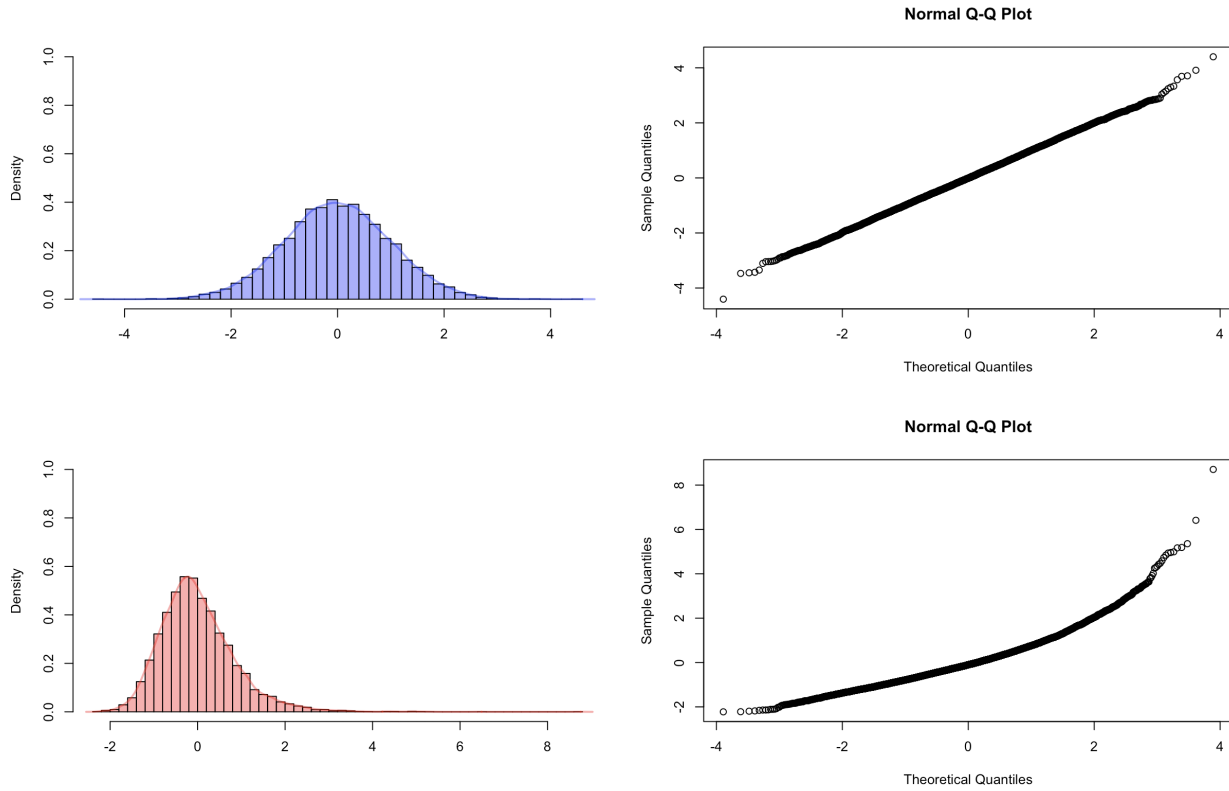 Density
1.0
0.8
0.6
0.4
0.2
0.0
-4 -2 0 2 4
Normal Q-Q Plot
Sample Quantiles
4
2
0
-2
-4
-4 -2 0 2 4
Theoretical Quantiles
Density
1.0
0.8
0.6
0.4
0.2
0.0
-2 0 2 4 6 8
Normal Q-Q Plot
Sample Quantiles
8
6
4
2
0
-2
-4 -2 0 2 4
Theoretical Quantiles